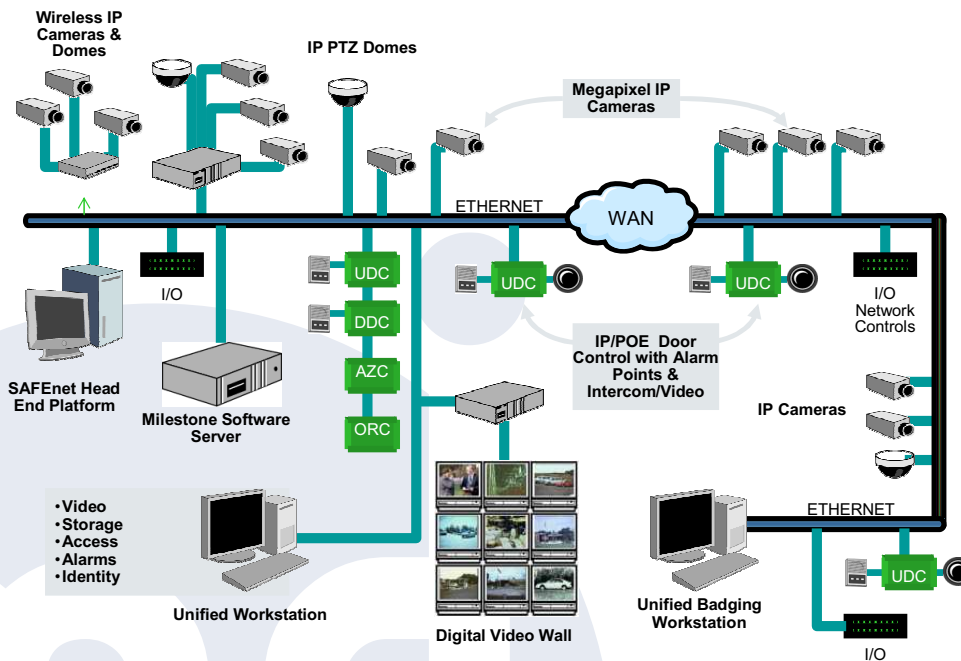 Wireless IP
Cameras &
Domes
IP PTZ Domes
Megapixel IP
Cameras
ETHERNET
WAN
I/O
UDC
UDC
UDC
DDC
AZC
ORC
I/O
Network
Controls
IP/POE  Door
Control with Alarm
Points &
Intercom/Video
SAFEnet Head
End Platform
Milestone Software
Server
IP Cameras
•Video
•Storage
•Access
•Alarms
•Identity
Unified Workstation
Digital Video Wall
ETHERNET
Unified Badging
Workstation
UDC
I/O